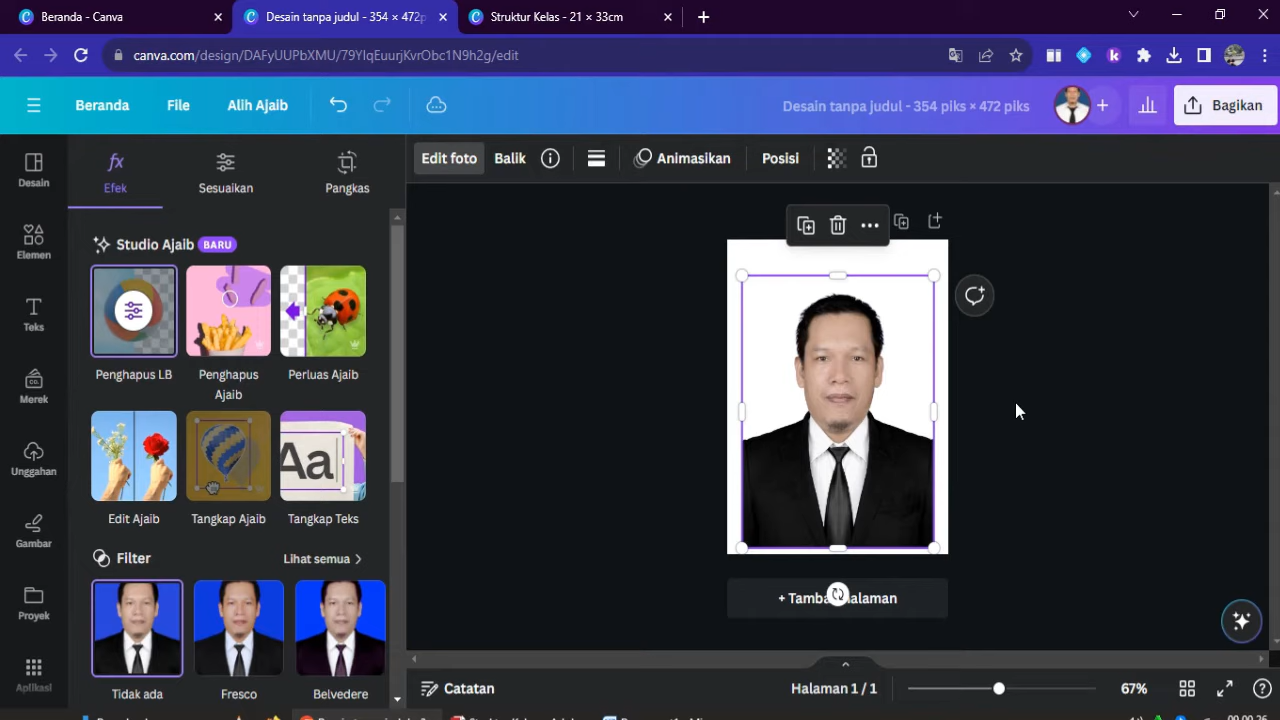 Beranda - Canva
Desain tanpa judul - 354 × 472p
Struktur Kelas - 21 × 33cm
canva.com/design/DAFyUUPbXMU/79YIqEuurjKvrObc1N9h2g/edit
Beranda
File
Alih Ajaib
Desain tanpa judul - 354 piks × 472 piks
Bagikan
Desain
Elemen
Teks
Merek
Unggahan
Gambar
Proyek
Aplikasi
Efek
Sesuaikan
Pangkas
Edit foto
Balik
Animasikan
Posisi
Studio Ajaib BARU
Penghapus LB
Penghapus Ajaib
Perluas Ajaib
Aa
Edit Ajaib
Tangkap Ajaib
Tangkap Teks
Filter
Lihat semua
Tidak ada
Fresco
Belvedere
Catatan
Halaman 1 / 1
67%